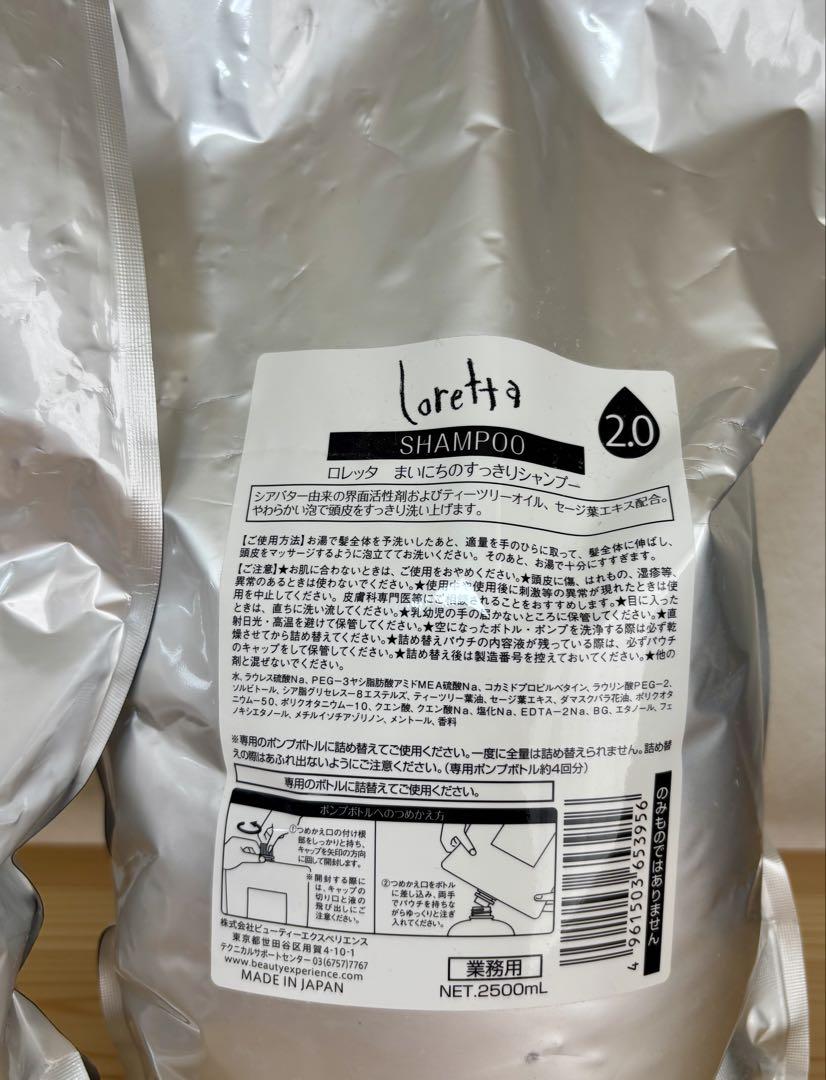 loretta
2.0
SHAMPOO
ロレッタ まいにちのすっきりシャンプー
シアバター由来の界面活性剤およびティーツリーオイル、セージ葉エキス配合。
やわらかい泡で頭皮をすっきり洗い上げます。
【ご使用方法】お湯で髪全体を予洗いしたあと、適量を手のひらに取って、髪全体に伸ばし、
頭皮をマッサージするように泡立ててお洗いください。そのあと、お湯で十分にすすぎます。
【ご注意】★お肌に合わないときは、ご使用をおやめください。★頭皮に傷、はれもの、湿疹等、
異常のあるときは使わないでください。★使用中や使用後に刺激等の異常が現れたときは使
用を中止してください。皮膚科専門医等にご相談されることをおすすめします。★目に入った
ときは、直ちに洗い流してください。★乳幼児の手の届かないところに保管してください。★直
射日光・高温を避けて保管してください。★空になったボトル・ポンプを洗浄する際は必ず乾
燥させてから詰め替えてください。★詰め替えパウチの内容液が残っている際は、必ずパウチ
のキャップをして保管してください。★詰め替え後は製造番号を控えておいてください。★他の
剤と混ぜないでください。
水、ラウレス硫酸Na、PEG-3ヤシ脂肪酸アミドMEA硫酸Na、コカミドプロピルベタイン、ラウリン酸PEG-2、
ソルビトール、シア脂グリセレス-8エステルズ、ティーツリー葉油、セージ葉エキス、ダマスクバラ花油、ポリクオタ
ニウム-50、ポリクオタニウム-10、クエン酸、クエン酸Na、塩化Na、EDTA-2Na、BG、エタノール、フェ
ノキシエタノール、メチルイソチアゾリノン、メントール、香料
※専用のポンプボトルに詰め替えてご使用ください。一度に全量は詰め替えられません。詰め替
えの際はあふれ出ないようにご注意ください。（専用ポンプボトル約4回分）
専用のボトルに詰替えてご使用ください。
ポンプボトルへのつめかえ方
①つめかえ口の付け根
部をしっかりと持ち、
キャップを矢印の方向
に回して開封します。
※開封する際に
は、キャップの
切り口と液の
飛び出しにご
注意ください。
②つめかえ口をボトル
に差し込み、両手
でパウチを持ちな
がらゆっくりと注ぎ
入れてください。
株式会社ビューティーエクスペリエンス
東京都世田谷区用賀4-10-1
テクニカルサポートセンター 03(6757)7767
www.beautyexperience.com
MADE IN JAPAN
業務用
NET.2500mL
4 961503 653956
のみものではありません